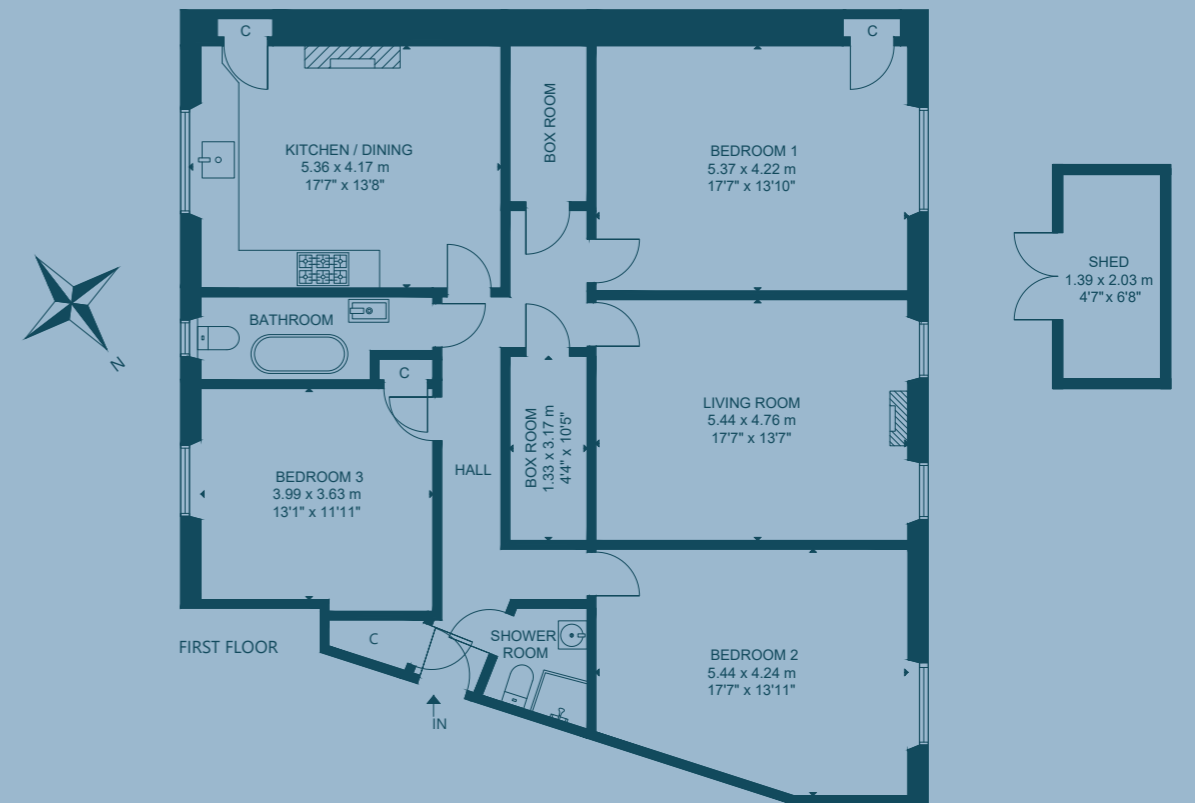 C
C
KITCHEN / DINING
5.36 x 4.17 m
17'7" x 13'8"
BOX ROOM
BEDROOM 1
5.37 x 4.22 m
17'7" x 13'10"
SHED
1.39 x 2.03 m
4'7" x 6'8"
N
BATHROOM
C
BOX ROOM
1.33 x 3.17 m
4'4" x 10'5"
LIVING ROOM
5.44 x 4.76 m
17'7" x 13'7"
HALL
BEDROOM 3
3.99 x 3.63 m
13'1" x 11'11"
FIRST FLOOR
C
SHOWER
ROOM
BEDROOM 2
5.44 x 4.24 m
17'7" x 13'11"
IN